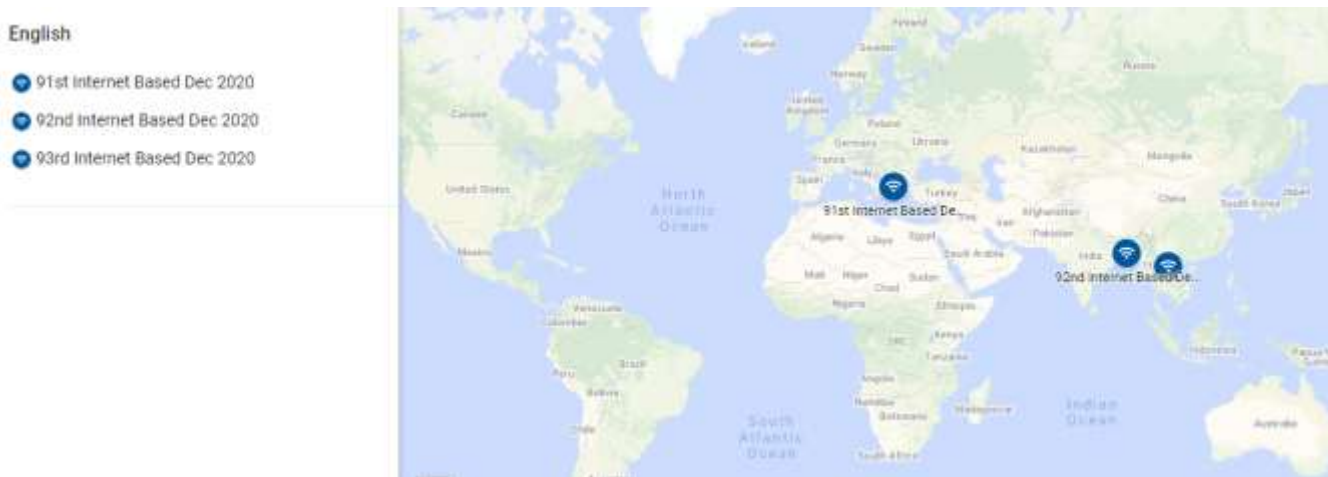 English
91st Internet Based Dec 2020
92nd Internet Based Dec 2020
93rd Internet Based Dec 2020
Finland
Iceland
Sweden
Norway
Russia
United Kingdom
Canada
Poland
Germany
Ukraine
Kazakhstan
Mongolia
France
Italy
Spain
Turkey
United States
China
Japan
South Korea
North
Atlantic
Ocean
91st Internet Based De...
Iraq
Iran
Afghanistan
Pakistan
Algeria
Libya
Egypt
Saudi Arabia
India
Mexico
Mali
Niger
Sudan
Chad
92nd Internet Based De...
Nigeria
Ethiopia
Venezuela
Colombia
DRC
Kenya
Indonesia
Tanzania
Brazil
Peru
Angola
Bolivia
Namibia
Botswana
Madagascar
Indian
Ocean
Chile
South
Atlantic
Ocean
Australia
South Africa